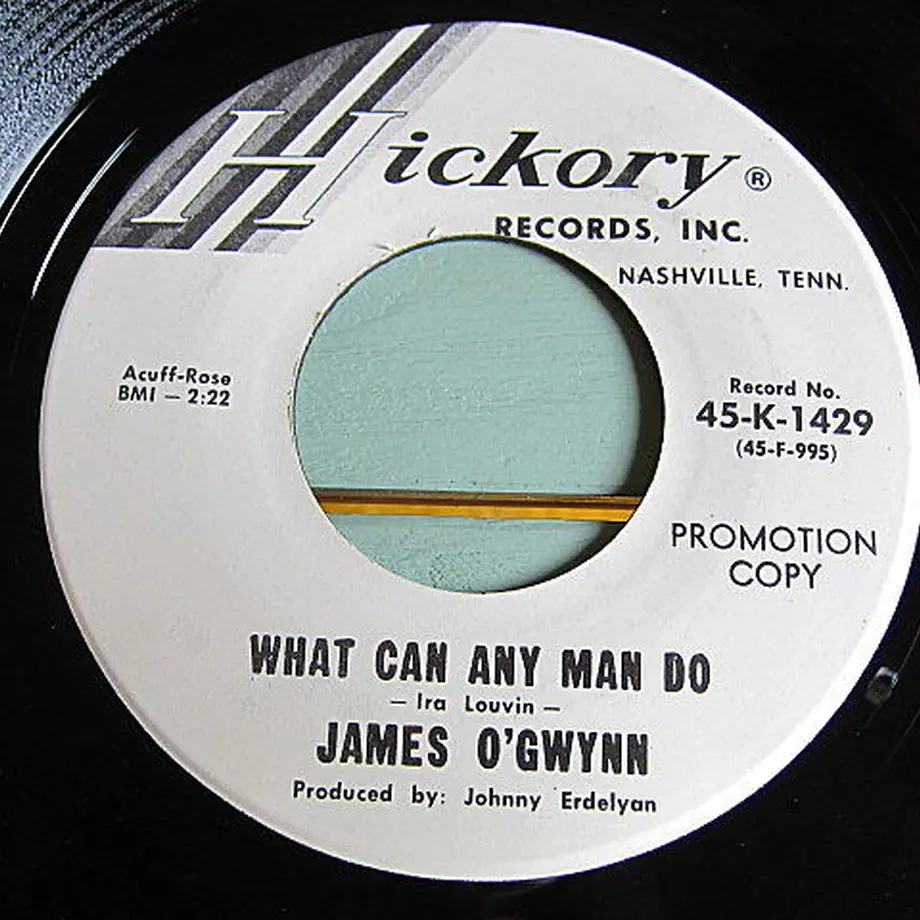 Hickory®
RECORDS, INC.
NASHVILLE, TENN.
Acuff-Rose
BMI — 2:22
Record No.
45-K-1429
(45-F-995)
PROMOTION
COPY
WHAT CAN ANY MAN DO
— Ira Louvin —
JAMES O'GWYNN
Produced by: Johnny Erdelyan